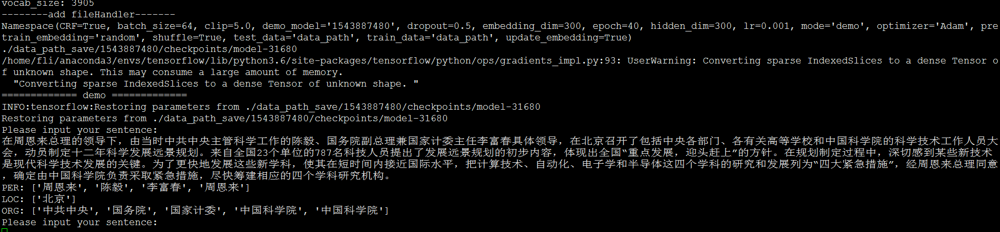 vocab_size: 3905
--------add fileHandler-------
Namespace(CRF=True, batch_size=64, clip=5.0, demo_model='1543887480', dropout=0.5, embedding_dim=300, epoch=40, hidden_dim=300, lr=0.001, mode='demo', optimizer='Adam', pre
train_embedding='random', shuffle=True, test_data='data_path', train_data='data_path', update_embedding=True)
./data_path_save/1543887480/checkpoints/model-31680
/home/fli/anaconda3/envs/tensorflow/lib/python3.6/site-packages/tensorflow/python/ops/gradients_impl.py:93: UserWarning: Converting sparse IndexedSlices to a dense Tensor o
f unknown shape. This may consume a large amount of memory.
  "Converting sparse IndexedSlices to a dense Tensor of unknown shape. "
============= demo =============
INFO:tensorflow:Restoring parameters from ./data_path_save/1543887480/checkpoints/model-31680
Restoring parameters from ./data_path_save/1543887480/checkpoints/model-31680
Please input your sentence:
在周恩来总理的领导下，由当时中共中央主管科学工作的陈毅、国务院副总理兼国家计委主任李富春具体领导，在北京召开了包括中央各部门、各有关高等学校和中国科学院的科学技术工作人员大
会，动员制定十二年科学发展远景规划。来自全国23个单位的787名科技人员提出了发展远景规划的初步内容，体现出全国“重点发展，迎头赶上”的方针。在规划制定过程中，深切感到某些新技术
是现代科学技术发展的关键。为了更快地发展这些新学科，使其在短时间内接近国际水平，把计算技术、自动化、电子学和半导体这四个学科的研究和发展列为“四大紧急措施”，经周恩来总理同意
，确定由中国科学院负责采取紧急措施，尽快筹建相应的四个学科研究机构。
PER: ['周恩来', '陈毅', '李富春', '周恩来']
LOC: ['北京']
ORG: ['中共中央', '国务院', '国家计委', '中国科学院', '中国科学院']
Please input your sentence: